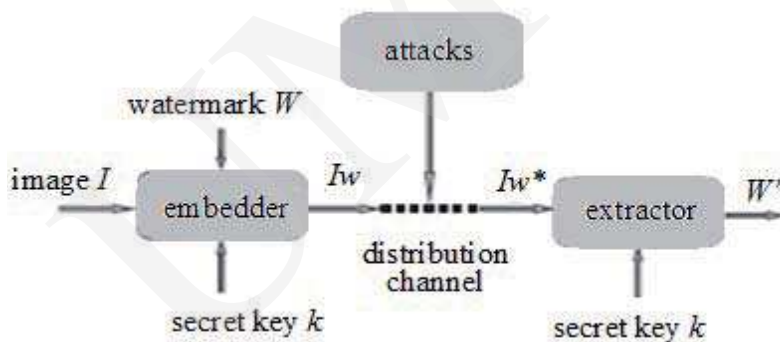 attacks
watermark W
image I
embedder
Iw
Iw*
extractor
distribution
channel
secret key k
secret key k